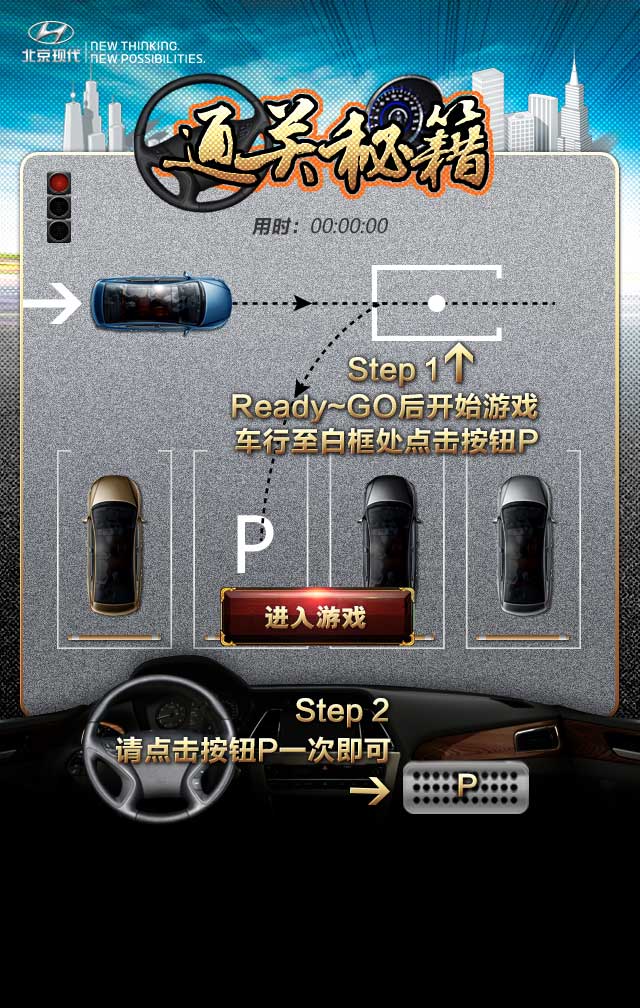 北京现代
NEW THINKING.
NEW POSSIBILITIES.
通关秘籍
用时：00:00:00
Step 1
Ready~GO后开始游戏
车行至白框处点击按钮P
P
进入游戏
Step 2
请点击按钮P一次即可
P